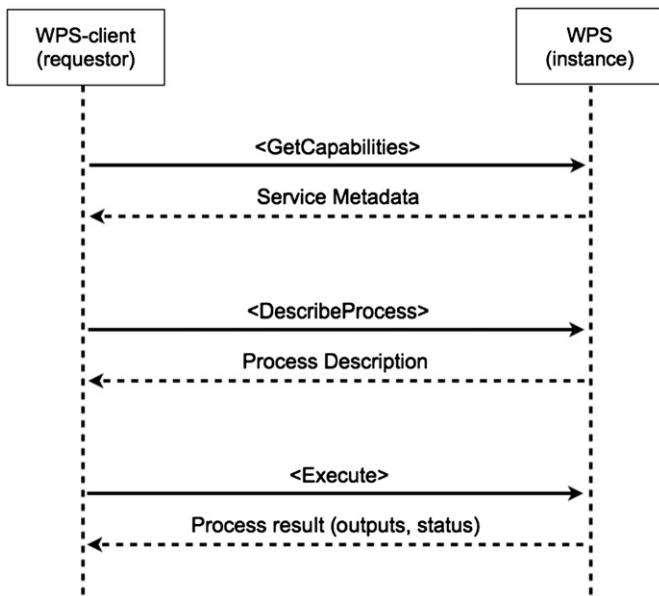 WPS-client
(requestor)
WPS
(instance)
<GetCapabilities>
Service Metadata
<DescribeProcess>
Process Description
<Execute>
Process result (outputs, status)